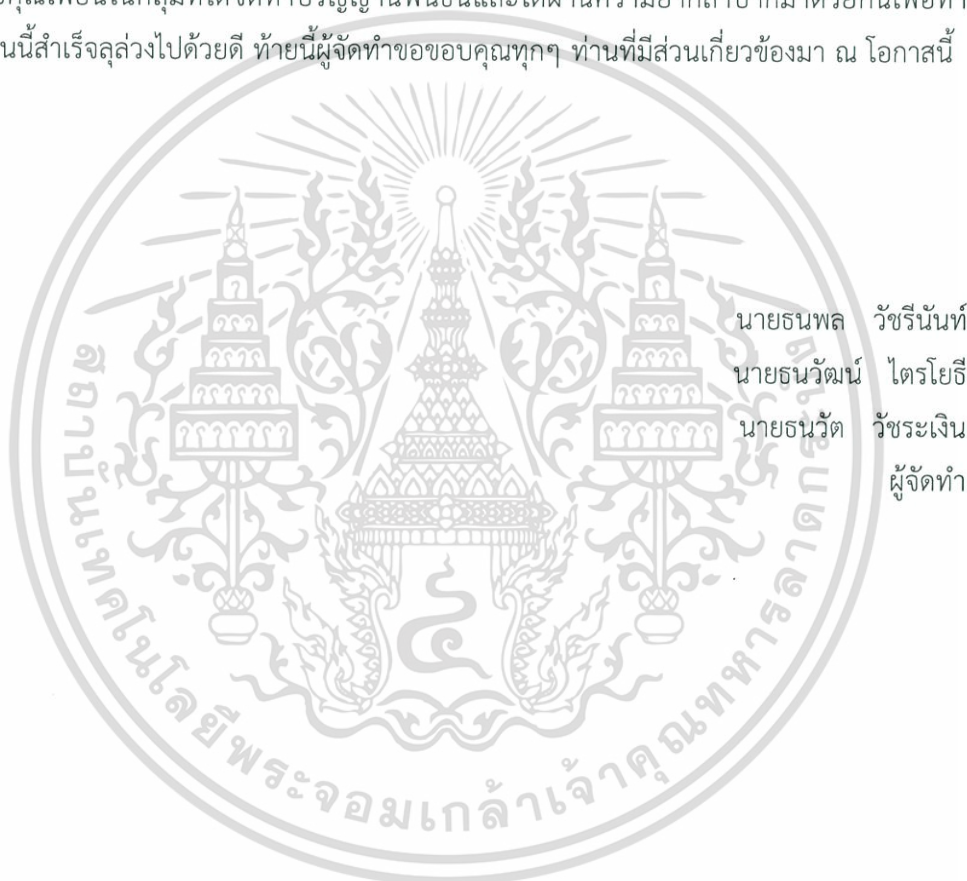 นนี้สำเร็จลุล่วงไปด้วยดี ท้ายนี้ผู้จัดทำขอขอบคุณทุกๆ ท่านที่มีส่วนเกี่ยวข้องมา ณ โอกาสนี้
นายธนพล วัชรีนันท์
นายธนวัฒน์ ไตรโยธี
นายธนวัต วัชระเงิน
ผู้จัดทำ
สถาบันเทคโนโลยีพระจอมเกล้าเจ้าคุณทหารลาดกระบัง